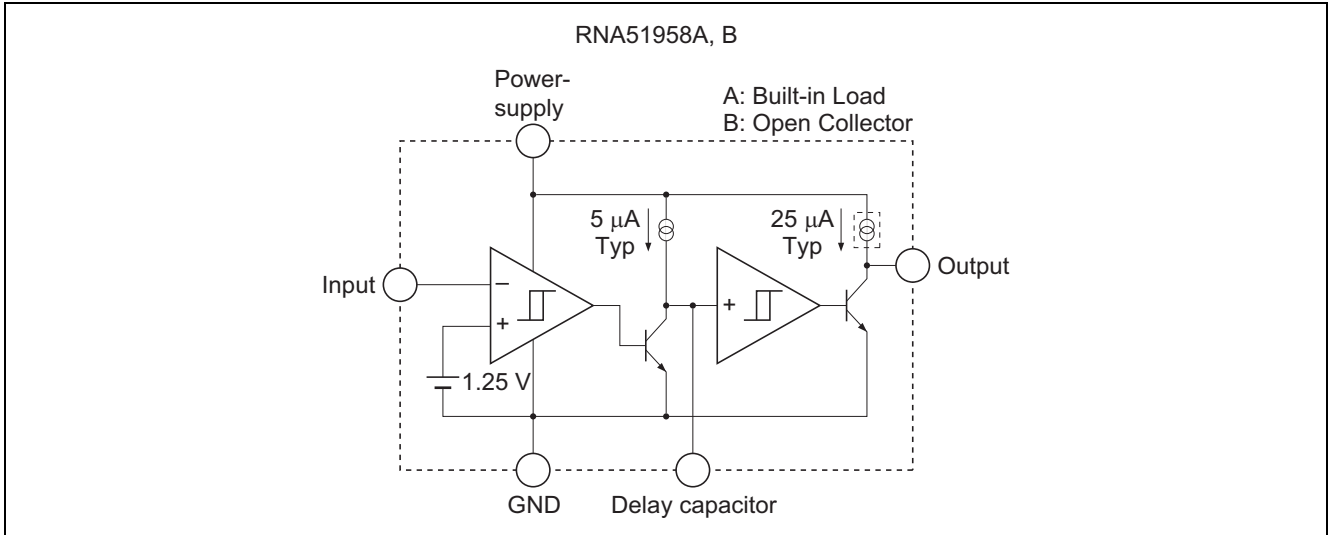 RNA51958A, B
Power-
supply
A: Built-in Load
B: Open Collector
5 μA
Typ
25 μA
Typ
Input
−
+
+
Output
1.25 V
GND
Delay capacitor